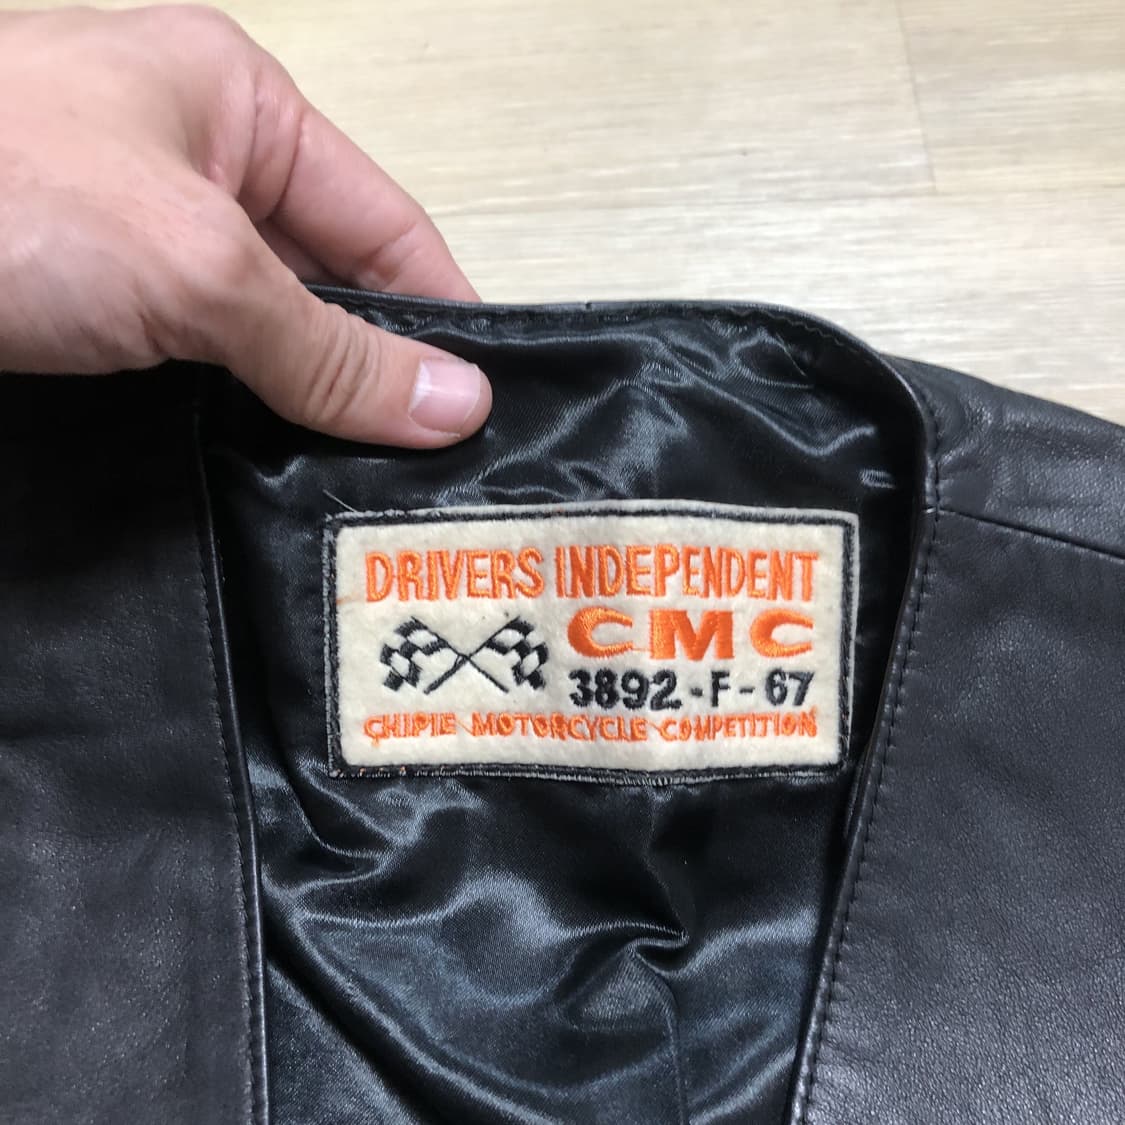 DRIVERS INDEPENDENT
CMC
3892-F-67
CHIPIE MOTORCYCLE COMPETITION